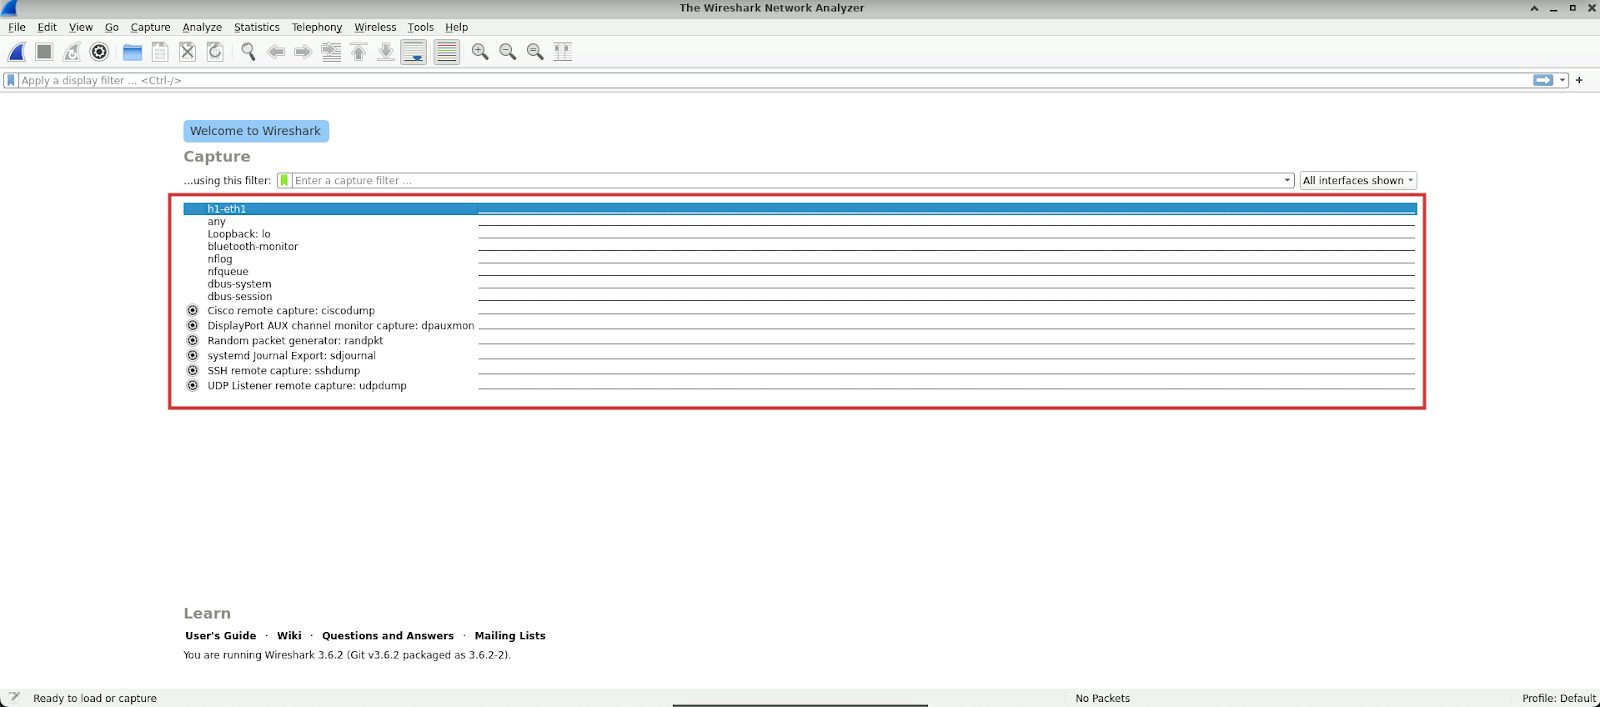 The Wireshark Network Analyzer
File Edit View Go Capture Analyze Statistics Telephony Wireless Tools Help
Apply a display filter ... <Ctrl-/>
+
Welcome to Wireshark
Capture
...using this filter: Enter a capture filter ... All interfaces shown
h1-eth1
any
Loopback: lo
bluetooth-monitor
nflog
nfqueue
dbus-system
dbus-session
Cisco remote capture: ciscodump
DisplayPort AUX channel monitor capture: dpauxmon
Random packet generator: randpkt
systemd Journal Export: sdjournal
SSH remote capture: sshdump
UDP Listener remote capture: udpdump
Learn
User's Guide · Wiki · Questions and Answers · Mailing Lists
You are running Wireshark 3.6.2 (Git v3.6.2 packaged as 3.6.2-2).
Ready to load or capture No Packets Profile: Default